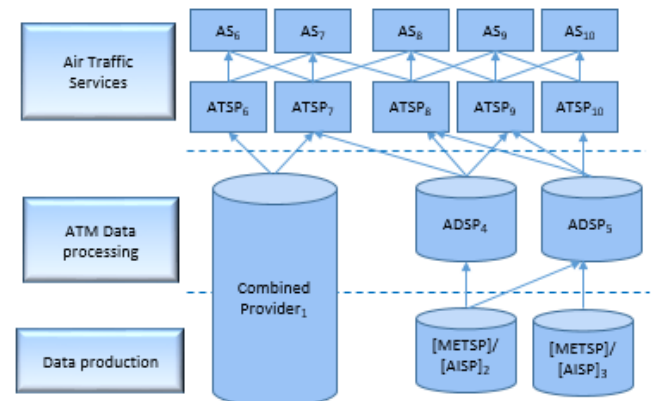 Air Traffic
Services
AS₆ AS₇ AS₈ AS₉ AS₁₀
ATSP₆ ATSP₇ ATSP₈ ATSP₉ ATSP₁₀
ATM Data
processing
ADSP₄ ADSP₅
Combined
Provider₁
Data production
[METSP]/
[AISP]₂
[METSP]/
[AISP]₃